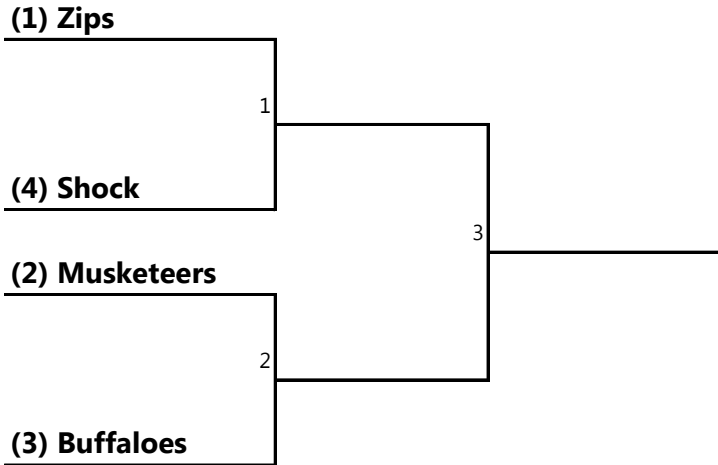 (1) Zips
1
(4) Shock
3
(2) Musketeers
2
(3) Buffaloes